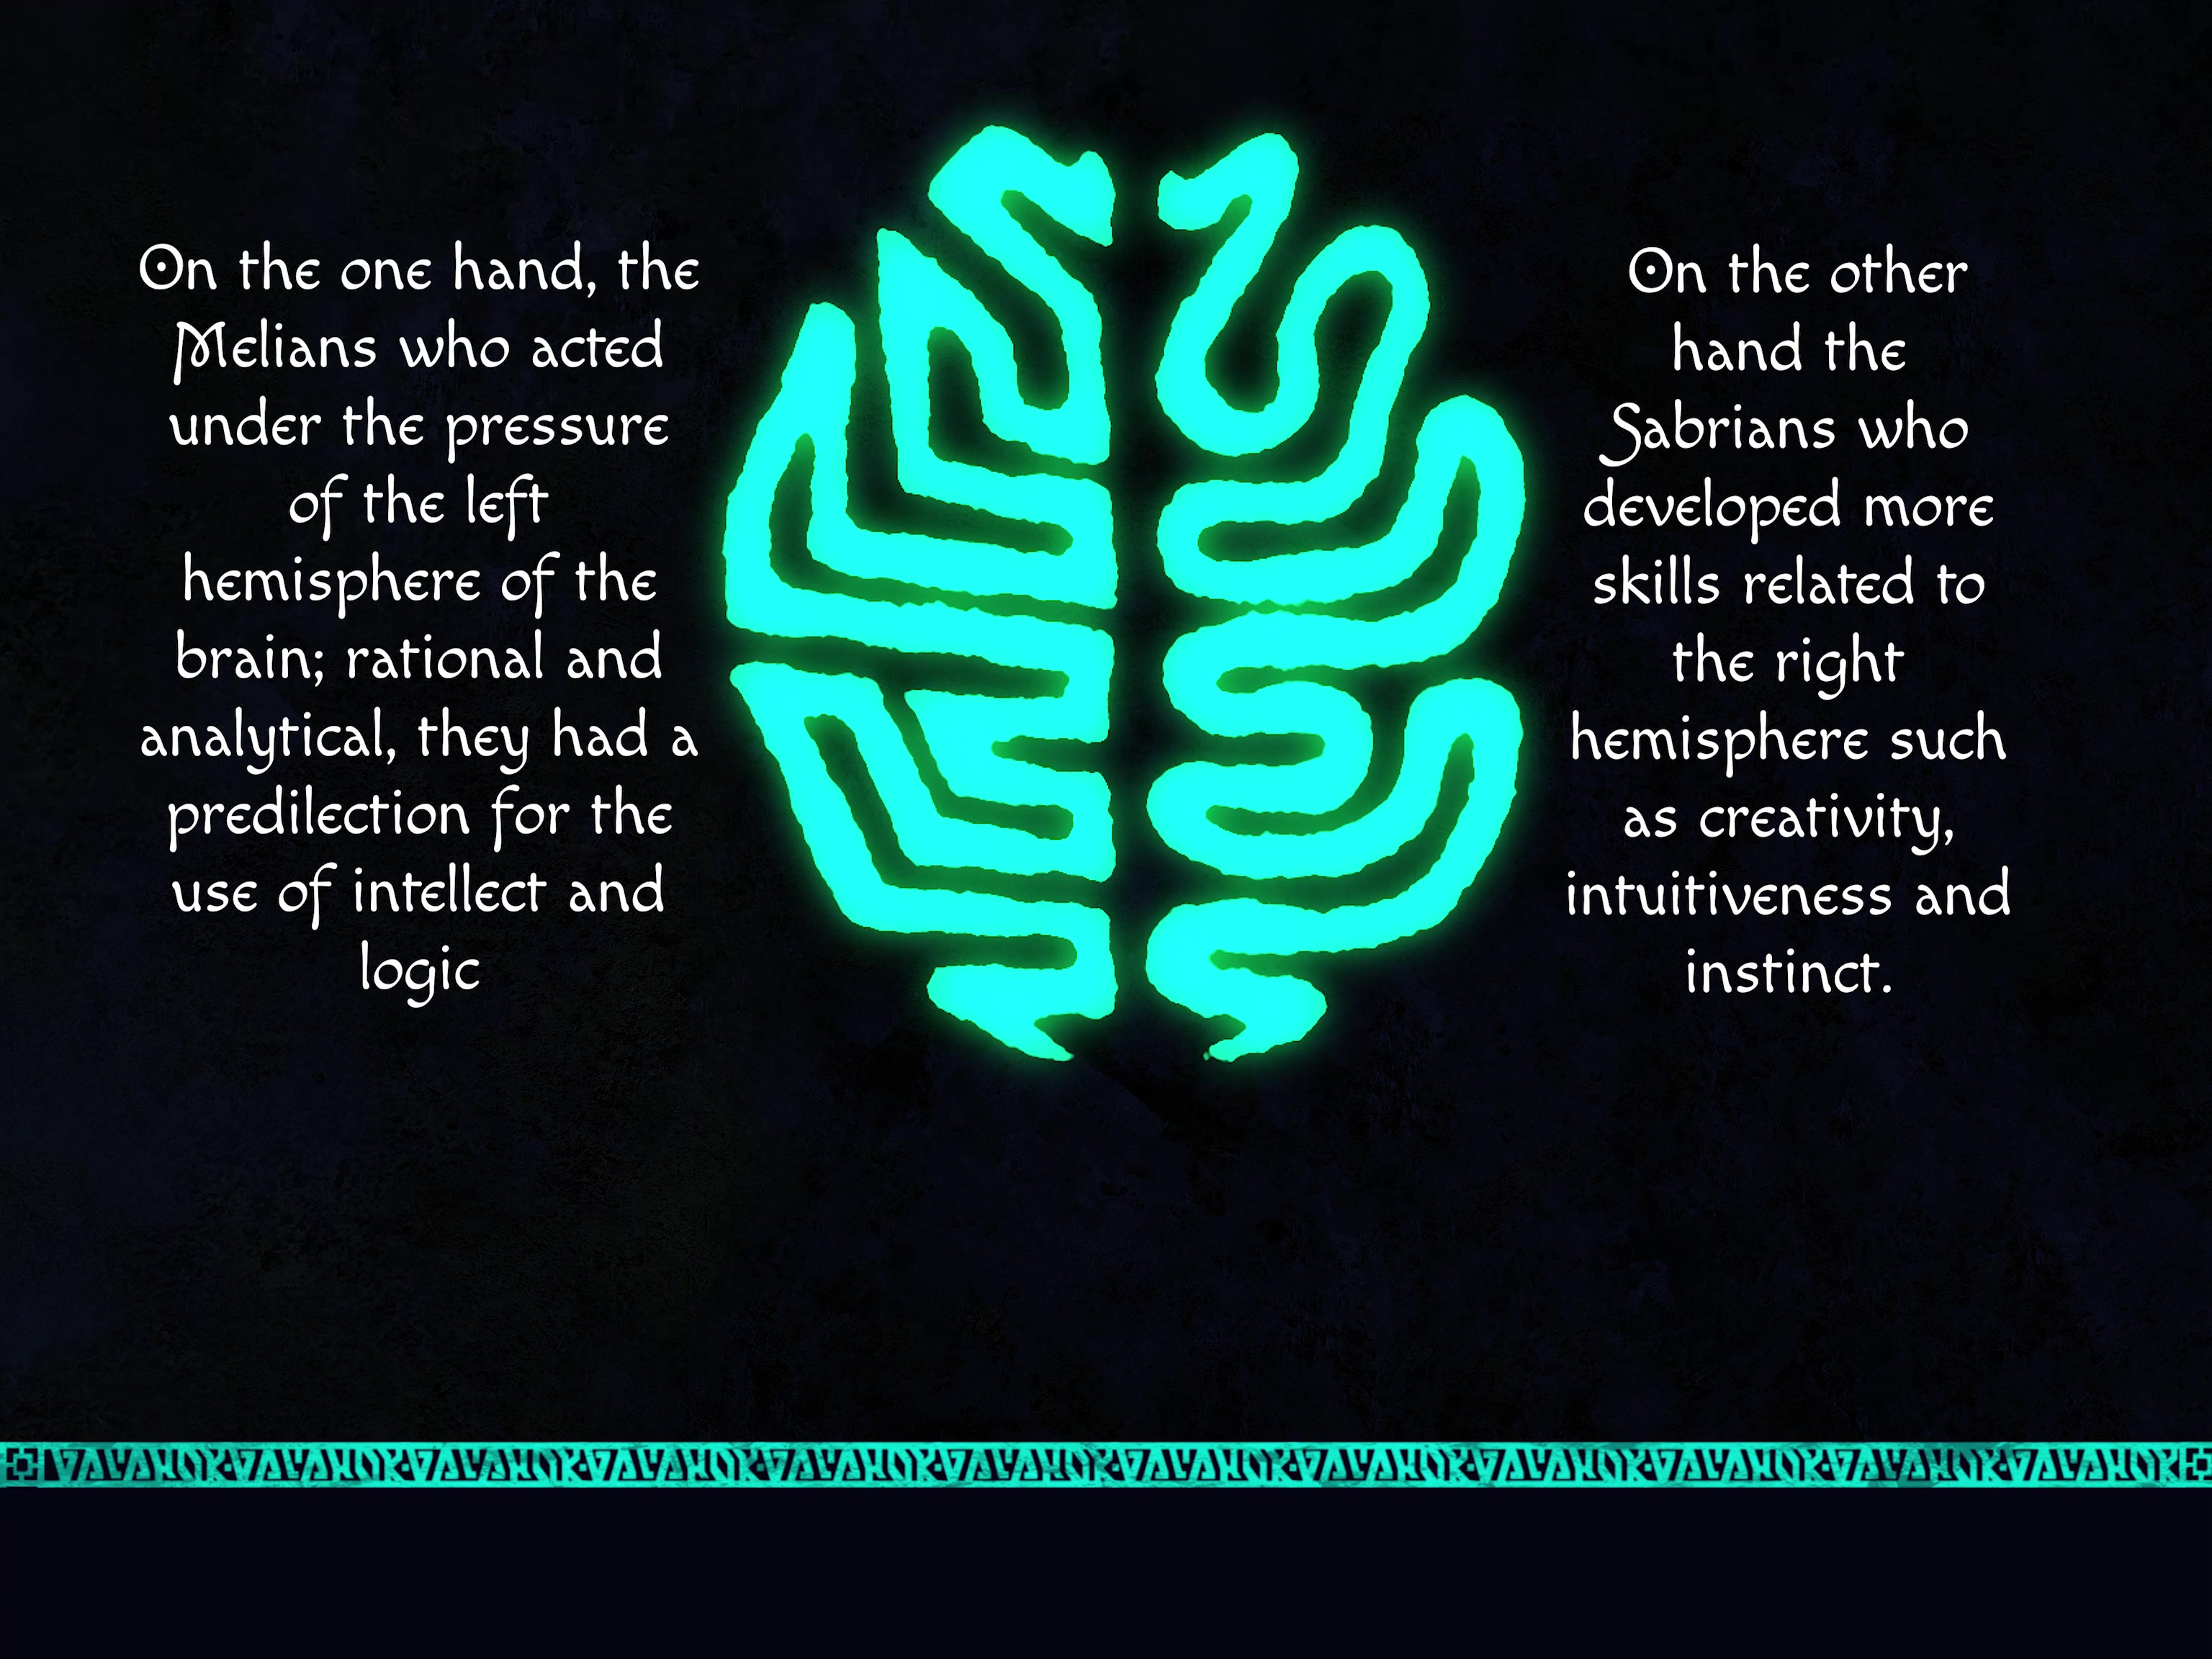 On the one hand, the
Melians who acted
under the pressure
of the left
hemisphere of the
brain; rational and
analytical, they had a
predilection for the
use of intellect and
logic
On the other
hand the
Sabrians who
developed more
skills related to
the right
hemisphere such
as creativity,
intuitiveness and
instinct.